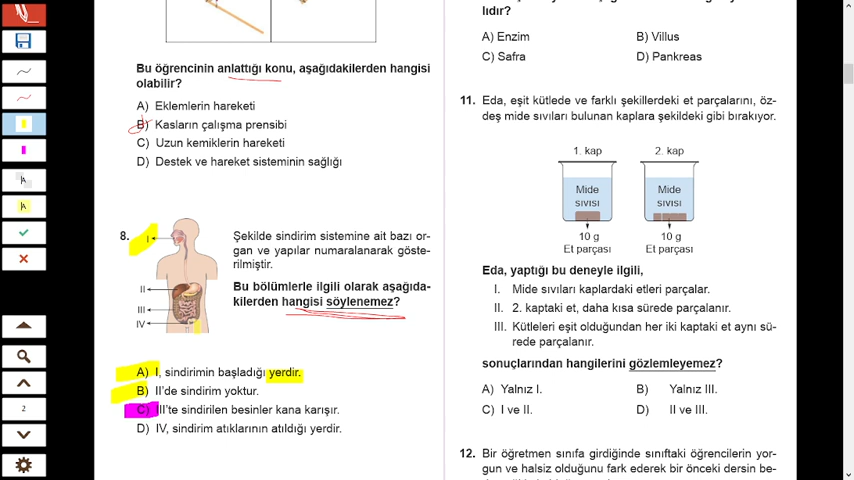 Bu öğrencinin anlattığı konu, aşağıdakilerden hangisi
olabilir?
A) Eklemlerin hareketi
B) Kasların çalışma prensibi
C) Uzun kemiklerin hareketi
D) Destek ve hareket sisteminin sağlığı
8.
I
II
III
IV
Şekilde sindirim sistemine ait bazı or-
gan ve yapılar numaralanarak göste-
rilmiştir.
Bu bölümlerle ilgili olarak aşağıda-
kilerden hangisi söylenemez?
A) I, sindirimin başladığı yerdir.
B) II'de sindirim yoktur.
C) III'te sindirilen besinler kana karışır.
D) IV, sindirim atıklarının atıldığı yerdir.
lıdır?
A) Enzim
B) Villus
C) Safra
D) Pankreas
11. Eda, eşit kütlede ve farklı şekillerdeki et parçalarını, öz-
deş mide sıvıları bulunan kaplara şekildeki gibi bırakıyor.
1. kap
2. kap
Mide
sıvısı
Mide
sıvısı
10 g
Et parçası
10 g
Et parçası
Eda, yaptığı bu deneyle ilgili,
I. Mide sıvıları kaplardaki etleri parçalar.
II. 2. kaptaki et, daha kısa sürede parçalanır.
III. Kütleleri eşit olduğundan her iki kaptaki et aynı sü-
rede parçalanır.
sonuçlarından hangilerini gözlemleyemez?
A) Yalnız I.
B) Yalnız III.
C) I ve II.
D) II ve III.
12. Bir öğretmen sınıfa girdiğinde sınıftaki öğrencilerin yor-
gun ve halsiz olduğunu fark ederek bir önceki dersin be-
2